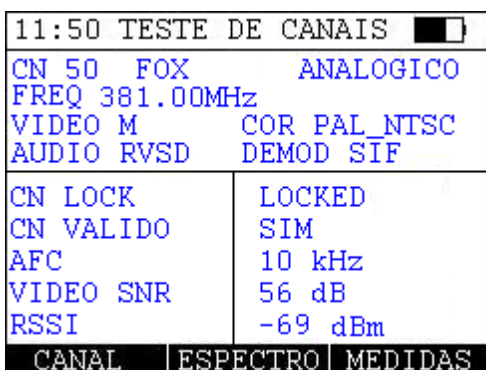 11:50 TESTE DE CANAIS
CN 50 FOX ANALOGICO
FREQ 381.00MHz
VIDEO M COR PAL_NTSC
AUDIO RVSD DEMOD SIF
CN LOCK LOCKED
CN VALIDO SIM
AFC 10 kHz
VIDEO SNR 56 dB
RSSI -69 dBm
CANAL ESPECTRO MEDIDAS